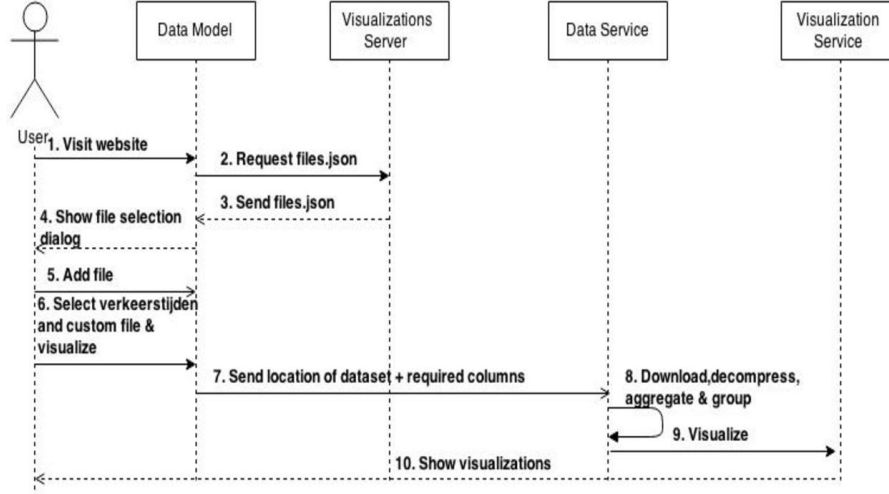 Data Model
Visualizations
Server
Data Service
Visualization
Service
User
1. Visit website
2. Request files.json
3. Send files.json
4. Show file selection
dialog
5. Add file
6. Select verkeerstijden
and custom file &
visualize
7. Send location of dataset + required columns
8. Download,decompress,
aggregate & group
9. Visualize
10. Show visualizations